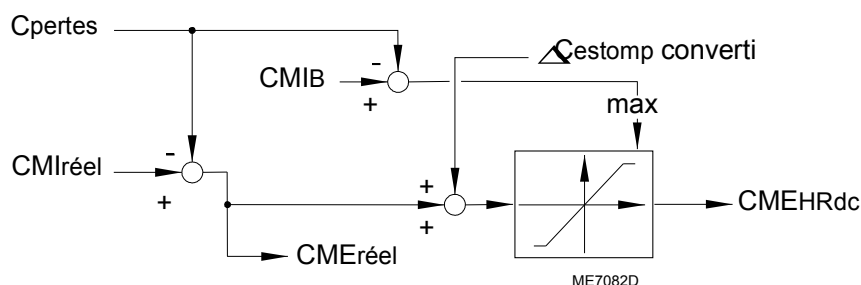 Cpertes
ΔCestomp converti
-
CMIB
+
max
CMIréel
-
+
+
+
CMEHRdc
CMEréel
ME7082D